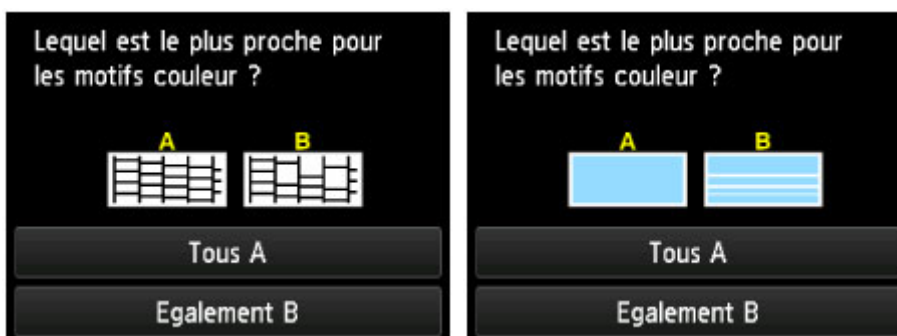 Lequel est le plus proche pour
les motifs couleur ?
A B
Tous A
Egalement B
Lequel est le plus proche pour
les motifs couleur ?
A B
Tous A
Egalement B